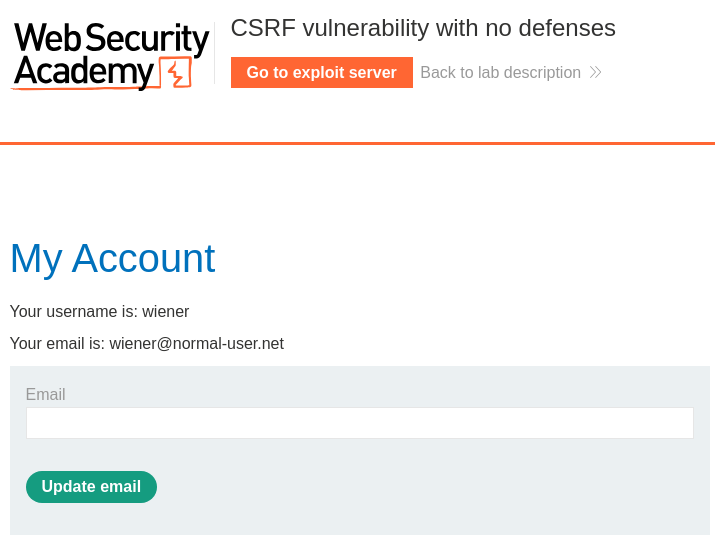 Web Security
Academy
CSRF vulnerability with no defenses
Go to exploit server
Back to lab description
My Account
Your username is: wiener
Your email is: wiener@normal-user.net
Email
Update email